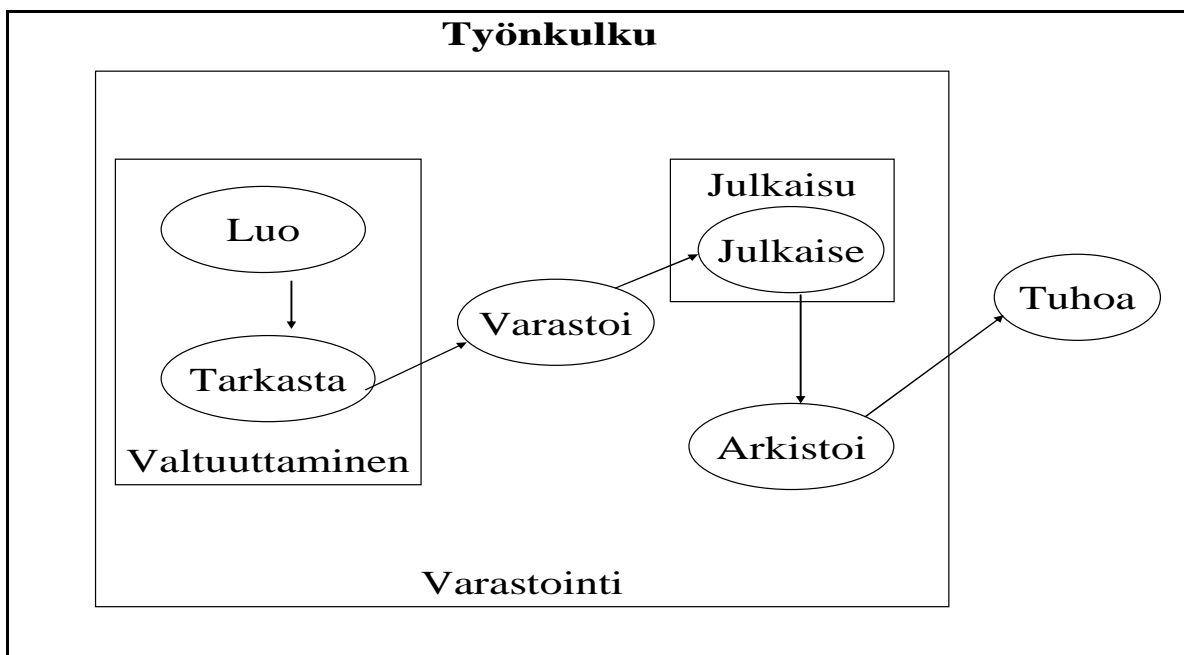 Työnkulku
Luo
Tarkasta
Valtuuttaminen
Varastoi
Julkaisu
Julkaise
Arkistoi
Tuhoa
Varastointi